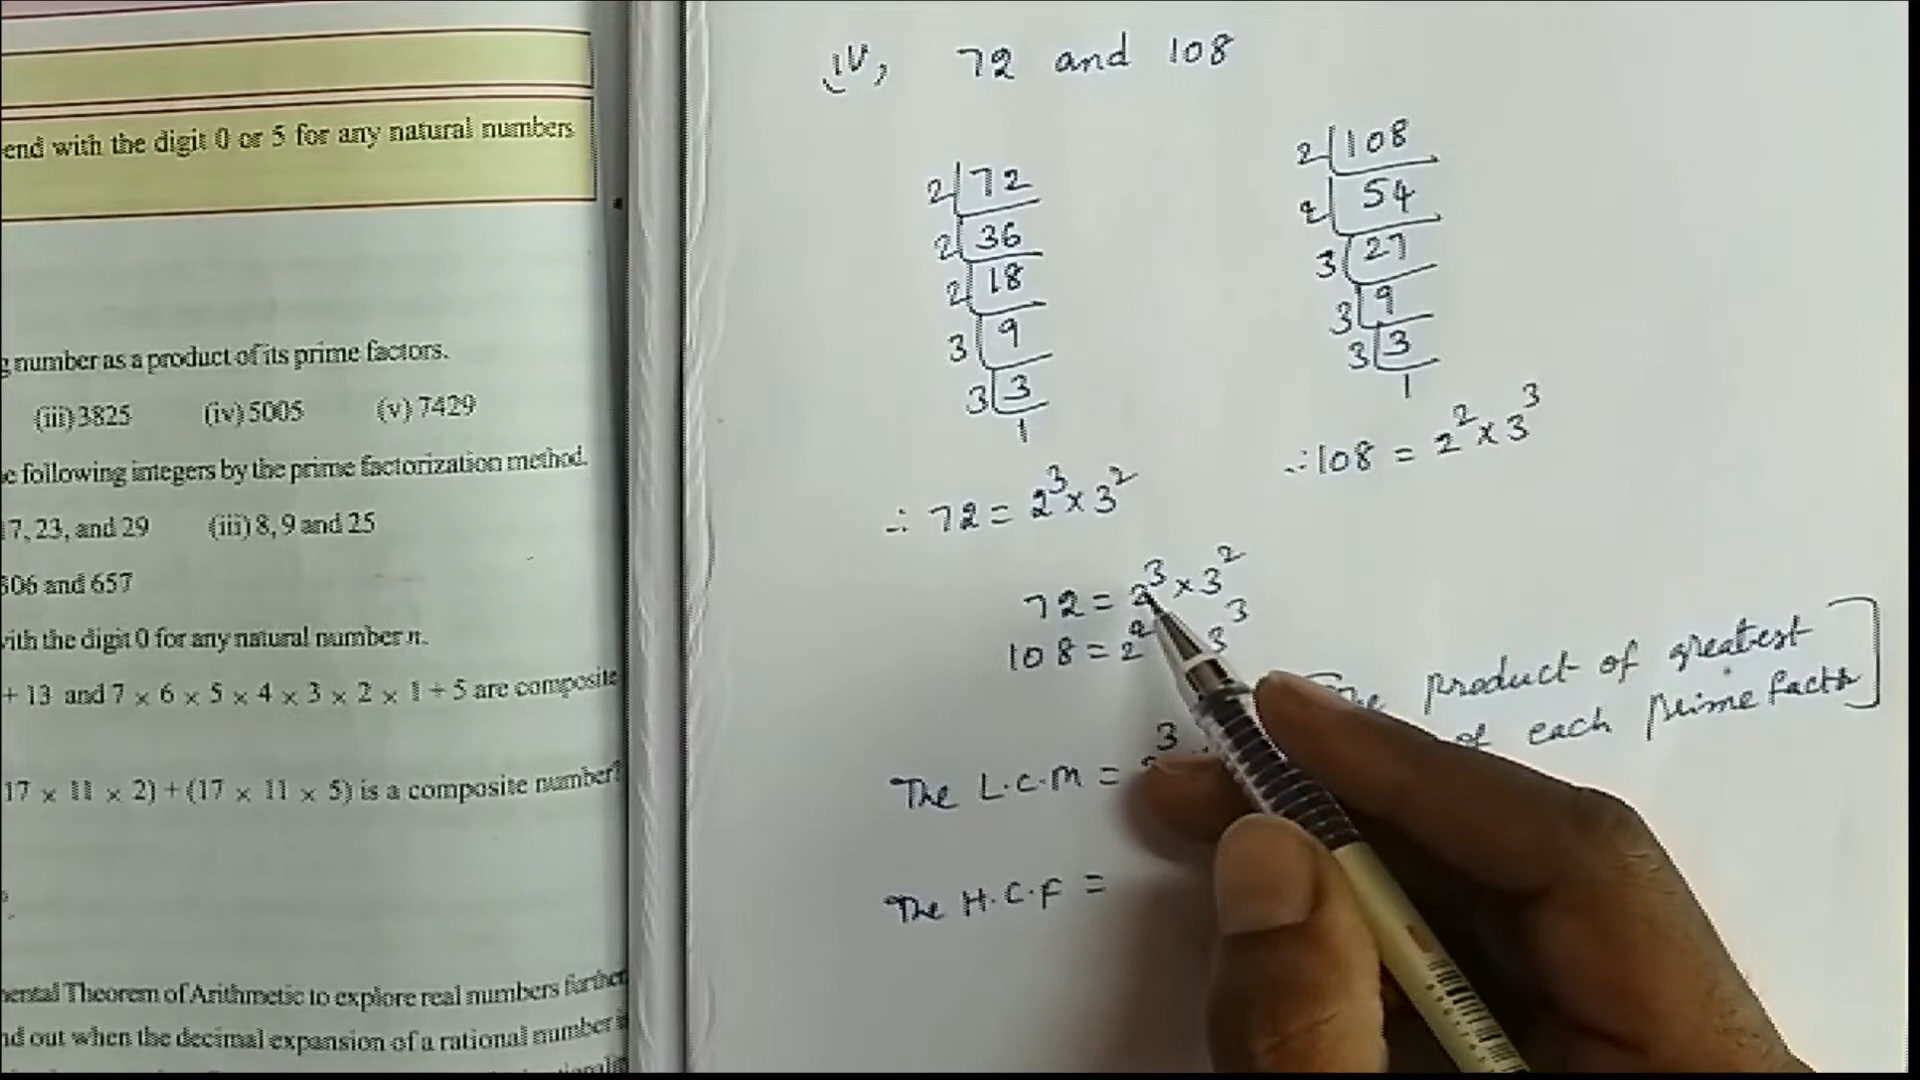 end with the digit 0 or 5 for any natural numbers
number as a product of its prime factors.
(iii) 3825 (iv) 5005 (v) 7429
following integers by the prime factorization method.
17, 23, and 29 (iii) 8, 9 and 25
306 and 657
with the digit 0 for any natural number n.
+ 13 and 7 × 6 × 5 × 4 × 3 × 2 × 1 + 5 are composite
17 × 11 × 2) + (17 × 11 × 5) is a composite number?
Theorem of Arithmetic to explore real numbers further
out when the decimal expansion of a rational number
iv, 72 and 108
2 72
2 36
2 18
3 9
3 3
1
∴ 72 = 2³ × 3²
2 108
2 54
3 27
3 9
3 3
1
∴ 108 = 2² × 3³
72 = 2³ × 3²
108 = 2² 3³
The L.C.M = 3
product of greatest
of each prime factor]
The H.C.F =